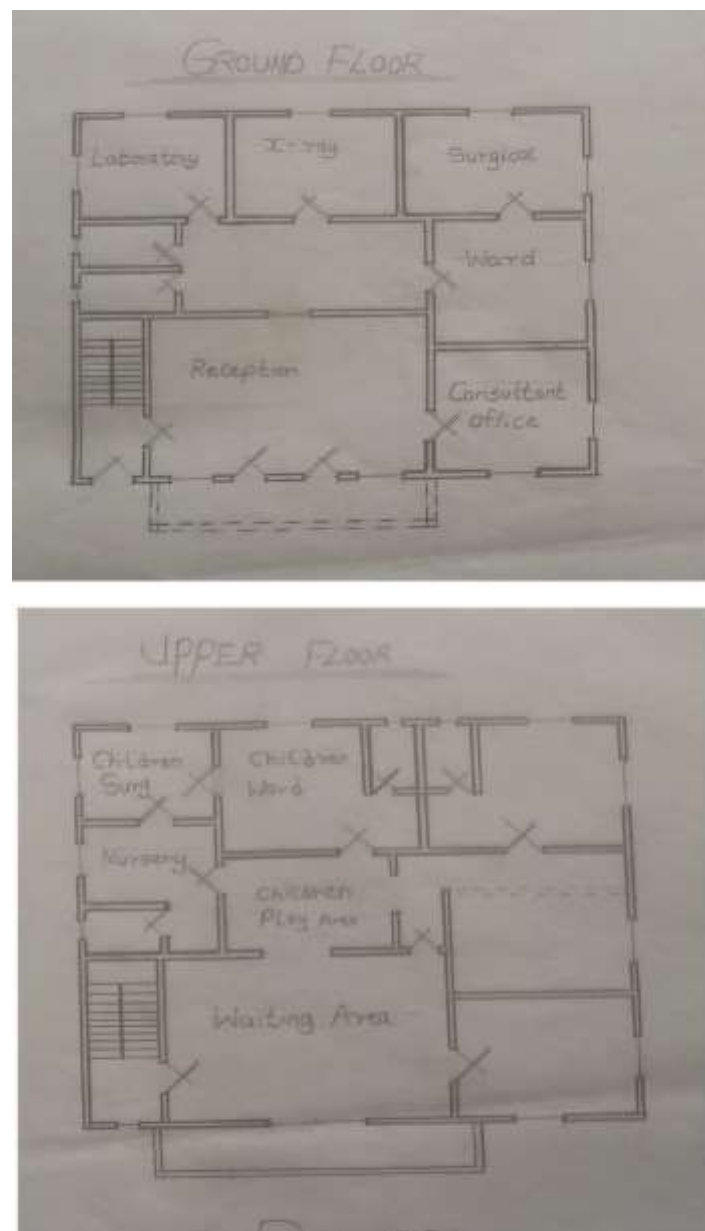 GROUND FLOOR
Labratory
X-ray
Surgical
Ward
Reception
Consultant
office
UPPER FLOOR
Children
Surg
Children
Ward
Nursery
Children
Play Area
Waiting Area